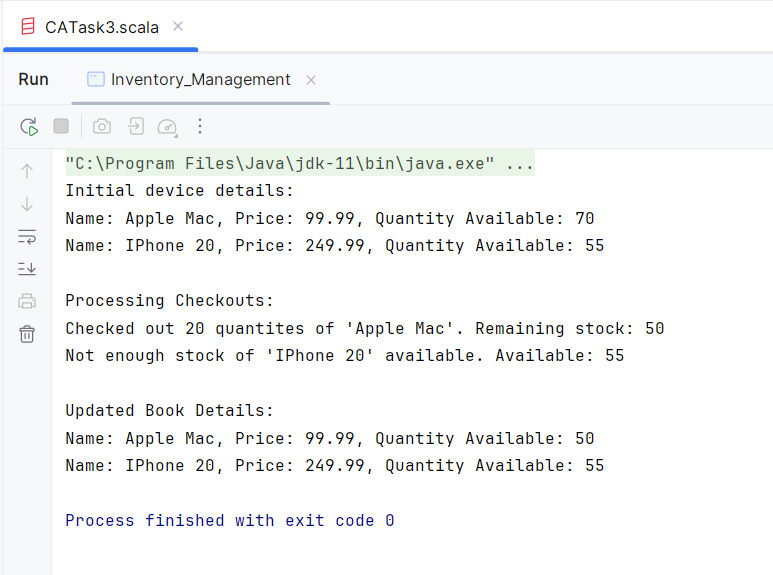 CATask3.scala
Run Inventory_Management
"C:\Program Files\Java\jdk-11\bin\java.exe" ...
Initial device details:
Name: Apple Mac, Price: 99.99, Quantity Available: 70
Name: IPhone 20, Price: 249.99, Quantity Available: 55
Processing Checkouts:
Checked out 20 quantites of 'Apple Mac'. Remaining stock: 50
Not enough stock of 'IPhone 20' available. Available: 55
Updated Book Details:
Name: Apple Mac, Price: 99.99, Quantity Available: 50
Name: IPhone 20, Price: 249.99, Quantity Available: 55
Process finished with exit code 0